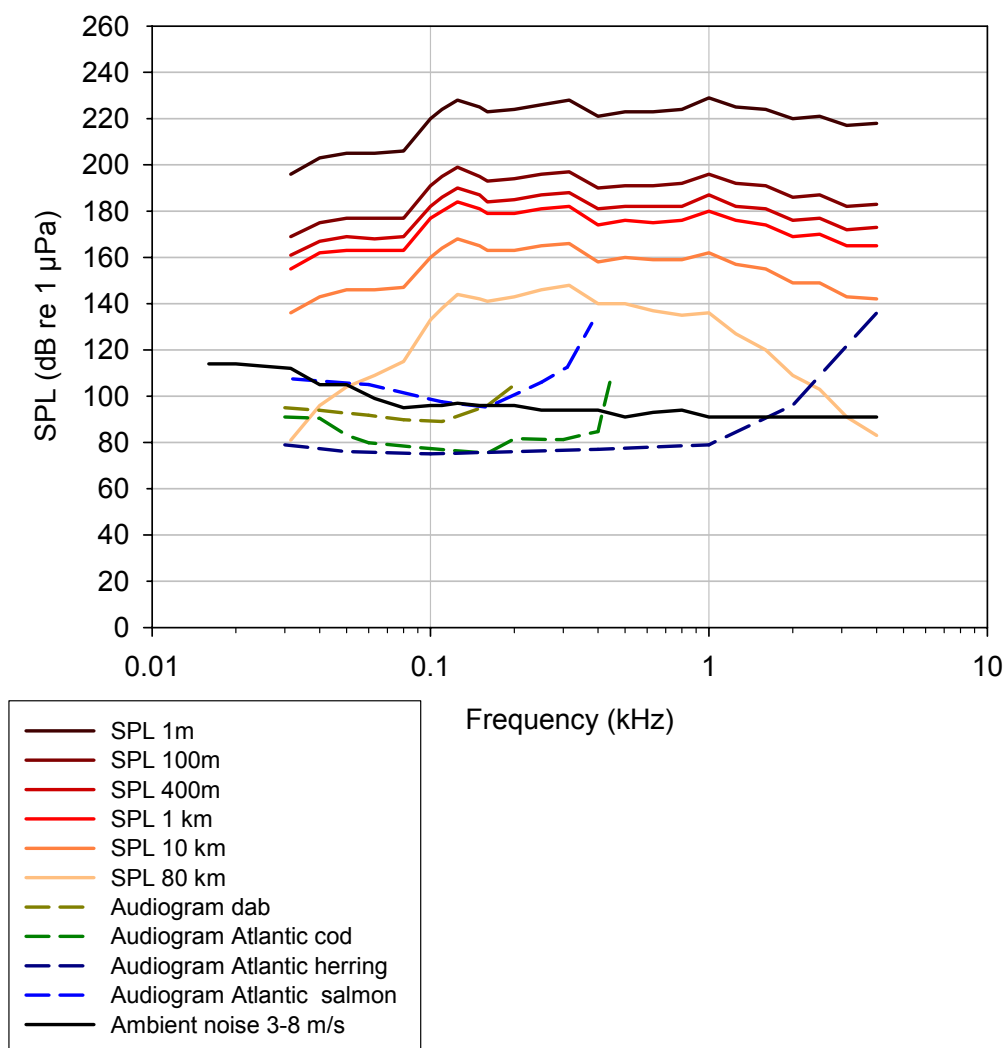 260
240
220
200
180
160
140
120
100
80
60
40
20
0
SPL (dB re 1 µPa)
0.01 0.1 1 10
Frequency (kHz)
SPL 1m
SPL 100m
SPL 400m
SPL 1 km
SPL 10 km
SPL 80 km
Audiogram dab
Audiogram Atlantic cod
Audiogram Atlantic herring
Audiogram Atlantic  salmon
Ambient noise 3-8 m/s